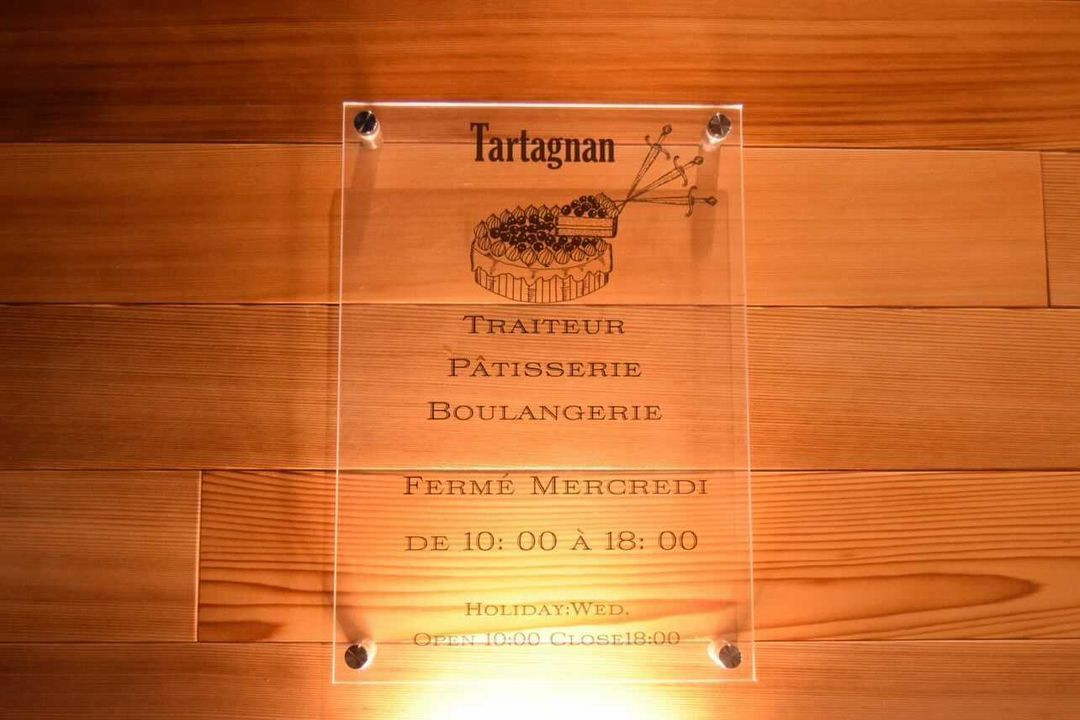 Tartagnan
TRAITEUR
PÂTISSERIE
BOULANGERIE
FERMÉ MERCREDI
DE 10: 00 À 18: 00
HOLIDAY:WED.
OPEN 10:00 CLOSE18:00